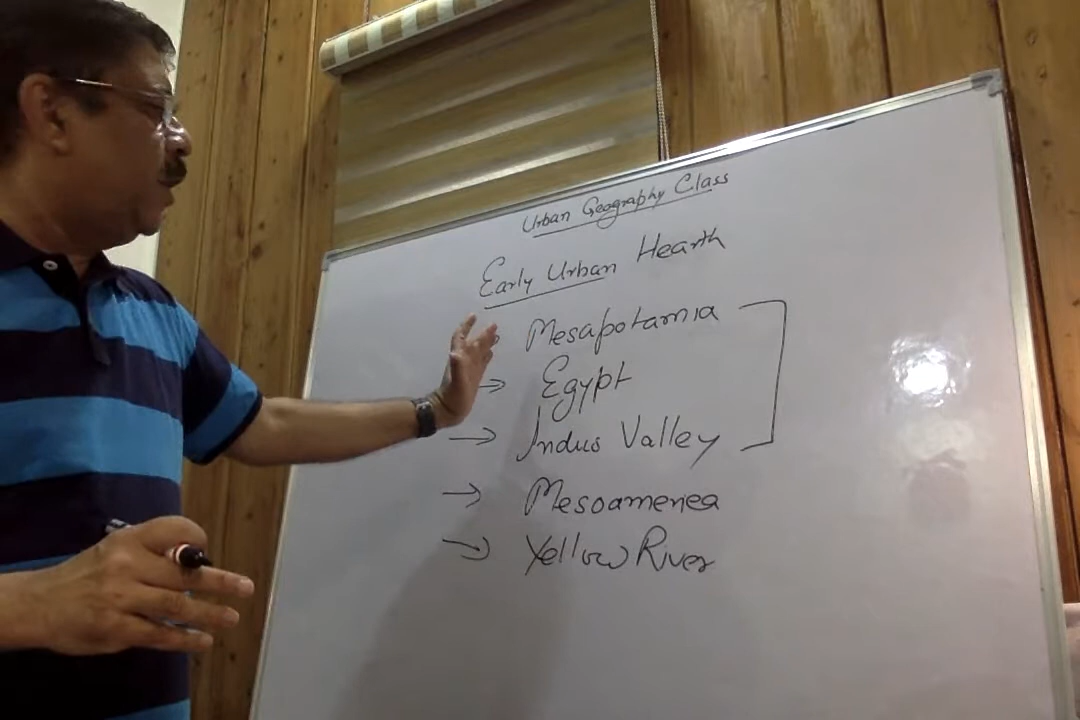 Urban Geography Class
Early Urban Hearth
Mesapotamia
→ Egypt
→ Indus Valley
→ Mesoamerica
→ Yellow River